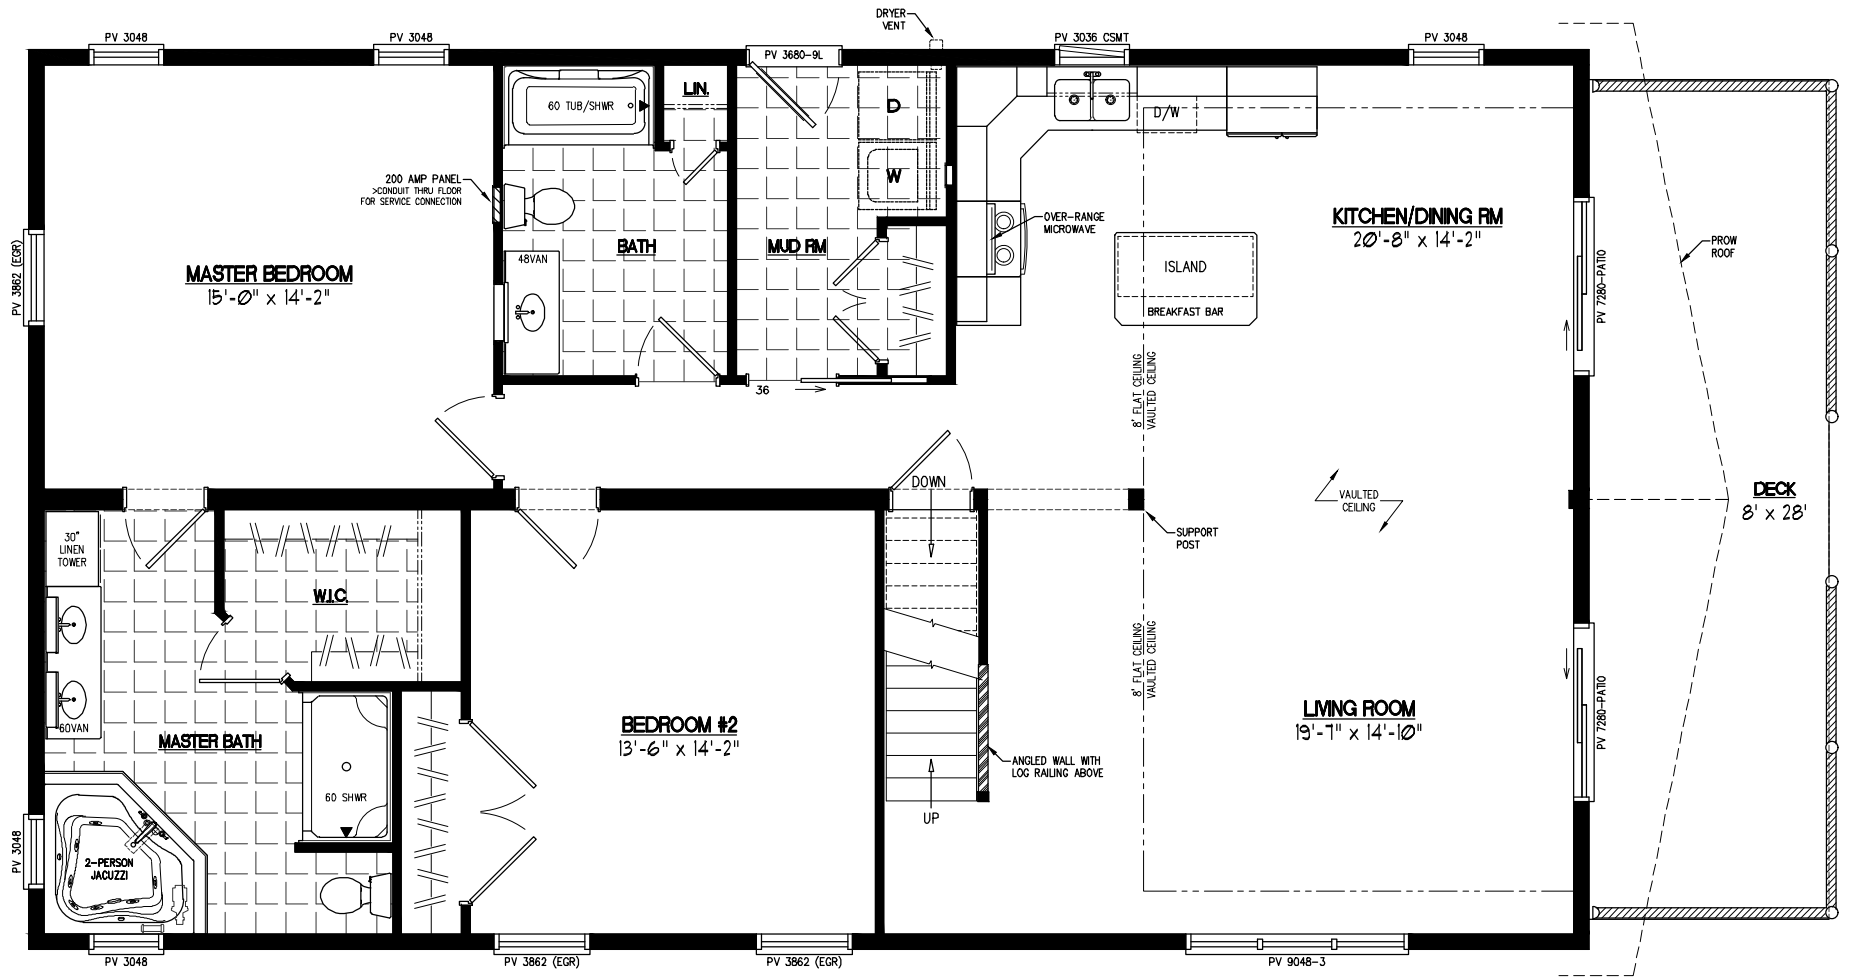 DRYER
VENT
PV 3048
PV 3048
PV 3680-9L
PV 3036 CSMT
PV 3048
60 TUB/SHWR
LIN.
D
W
D/W
200 AMP PANEL
>CONDUIT THRU FLOOR
FOR SERVICE CONNECTION
OVER-RANGE
MICROWAVE
KITCHEN/DINING RM
20'-8" x 14'-2"
PROW
ROOF
BATH
MUD RM
48VAN
ISLAND
BREAKFAST BAR
MASTER BEDROOM
15'-0" x 14'-2"
PV 3862 (EGR)
PV 7280-PATIO
36
8' FLAT CEILING
VAULTED CEILING
DOWN
VAULTED
CEILING
DECK
8' x 28'
SUPPORT
POST
30"
LINEN
TOWER
W.I.C.
8' FLAT CEILING
VAULTED CEILING
60VAN
MASTER BATH
BEDROOM #2
13'-6" x 14'-2"
LIVING ROOM
19'-7" x 14'-10"
PV 7280-PATIO
ANGLED WALL WITH
LOG RAILING ABOVE
60 SHWR
UP
PV 3048
2-PERSON
JACUZZI
PV 3048
PV 3862 (EGR)
PV 3862 (EGR)
PV 9048-3